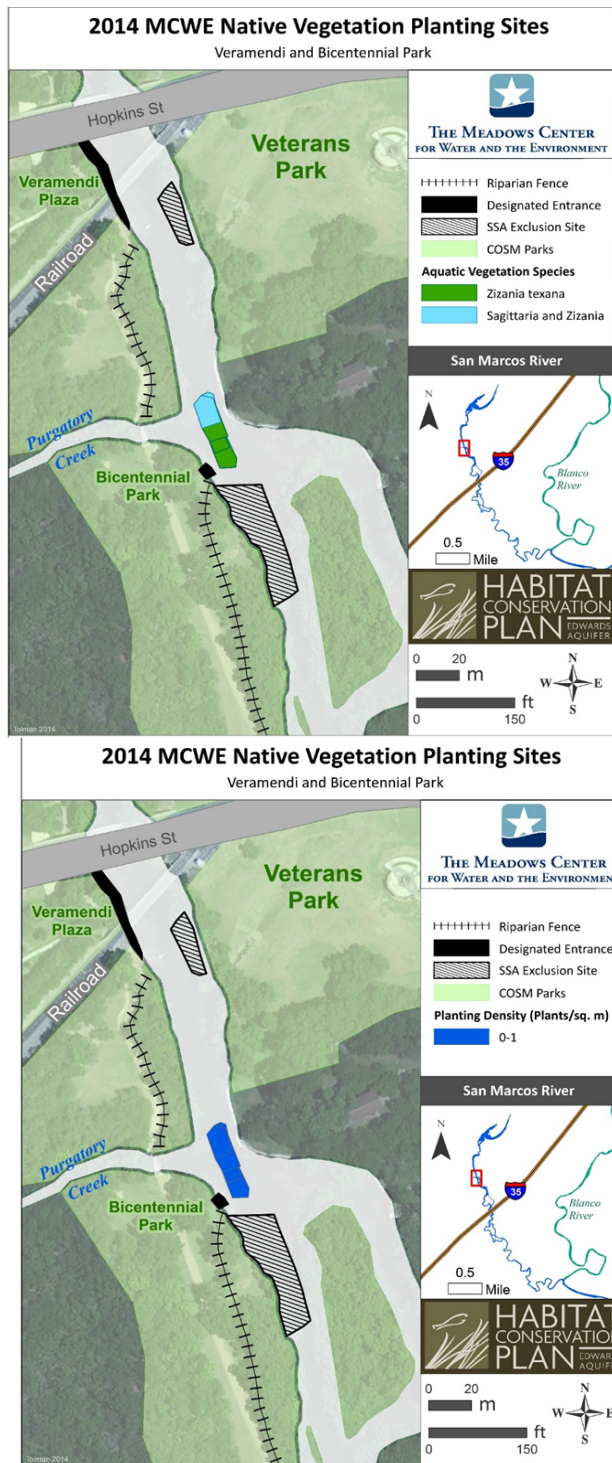 2014 MCWE Native Vegetation Planting Sites
Veramendi and Bicentennial Park
Hopkins St
Veterans
Park
Veramendi
Plaza
Railroad
Purgatory
Creek
Bicentennial
Park
Tolman 2014
THE MEADOWS CENTER
FOR WATER AND THE ENVIRONMENT
Riparian Fence
Designated Entrance
SSA Exclusion Site
COSM Parks
Aquatic Vegetation Species
Zizania texana
Sagittaria and Zizania
San Marcos River
N
35
Blanco
River
0.5
Mile
HABITAT
CONSERVATION
PLAN EDWARDS
AQUIFER
0 20
m
ft
0 150
N
W E
S
2014 MCWE Native Vegetation Planting Sites
Veramendi and Bicentennial Park
Hopkins St
Veterans
Park
Veramendi
Plaza
Railroad
Purgatory
Creek
Bicentennial
Park
Tolman 2014
THE MEADOWS CENTER
FOR WATER AND THE ENVIRONMENT
Riparian Fence
Designated Entrance
SSA Exclusion Site
COSM Parks
Planting Density (Plants/sq. m)
0-1
San Marcos River
N
35
Blanco
River
0.5
Mile
HABITAT
CONSERVATION
PLAN EDWAR
AQUIF
0 20
m
ft
0 150
N
W E
S